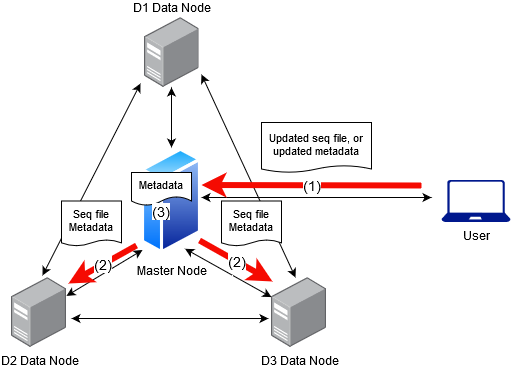 D1 Data Node
Updated seq file, or
updated metadata
Metadata
(1)
(3)
Seq file
Metadata
Seq file
Metadata
User
(2)
(2)
Master Node
D2 Data Node
D3 Data Node